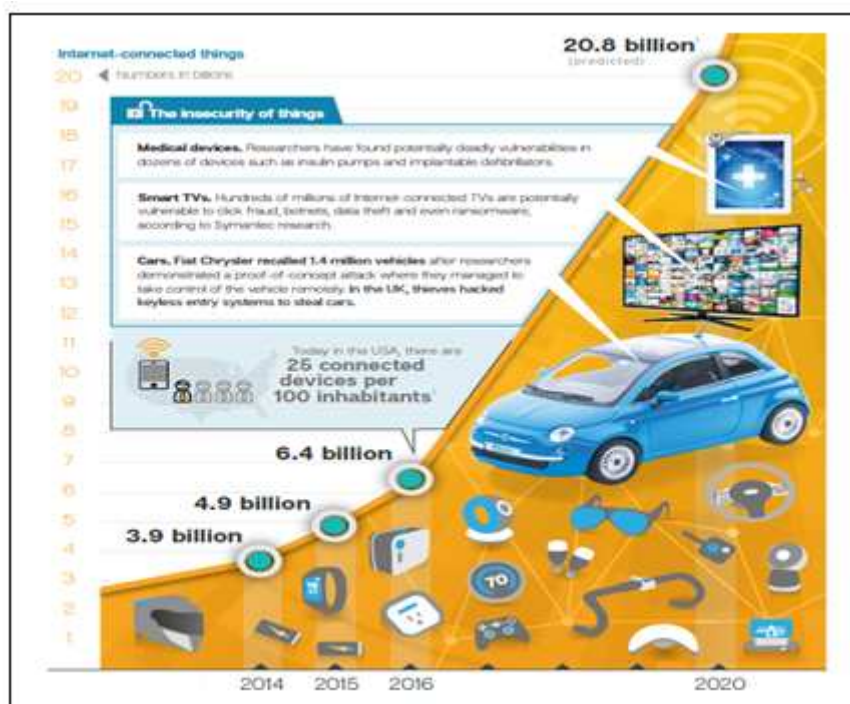 Internet-connected things
20.8 billion¹
(predicted)
20 ◀ Numbers in billions
19
18
17
16
15
14
13
12
11
10
9
8
7
6
5
4
3
2
1
The insecurity of things
Medical devices. Researchers have found potentially deadly vulnerabilities in
dozens of devices such as insulin pumps and implantable defibrillators.
Smart TVs. Hundreds of millions of Internet-connected TVs are potentially
vulnerable to click fraud, botnets, data theft and even ransomware,
according to Symantec research.
Cars. Fiat Chrysler recalled 1.4 million vehicles after researchers
demonstrated a proof-of-concept attack where they managed to
take control of the vehicle remotely. In the UK, thieves hacked
keyless entry systems to steal cars.
Today in the USA, there are
25 connected
devices per
100 inhabitants¹
6.4 billion
4.9 billion
3.9 billion
70
2014 2015 2016 2020